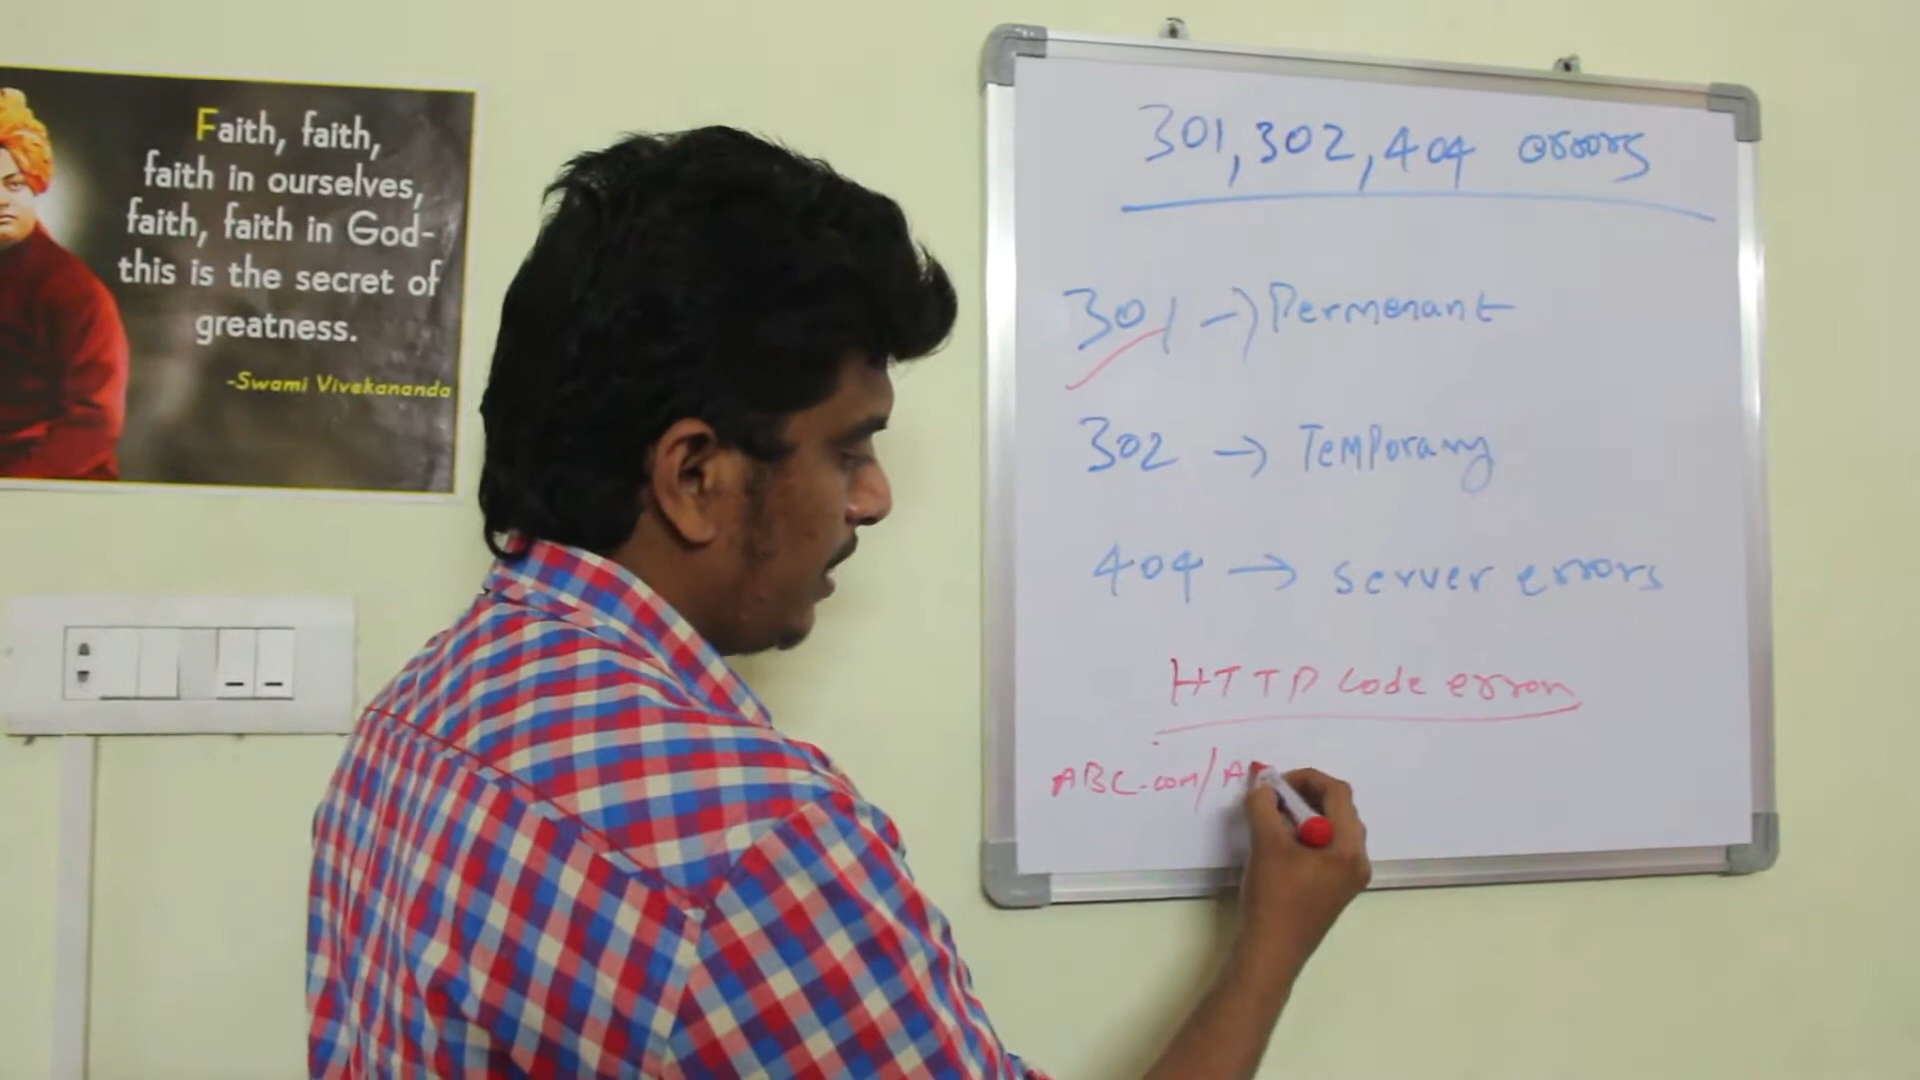 Faith, faith,
faith in ourselves,
faith, faith in God-
this is the secret of
greatness.
-Swami Vivekananda
301, 302, 404 errors
301 → Permenant
302 → Temporary
404 → server errors
HTTP code error
ABC.com/A